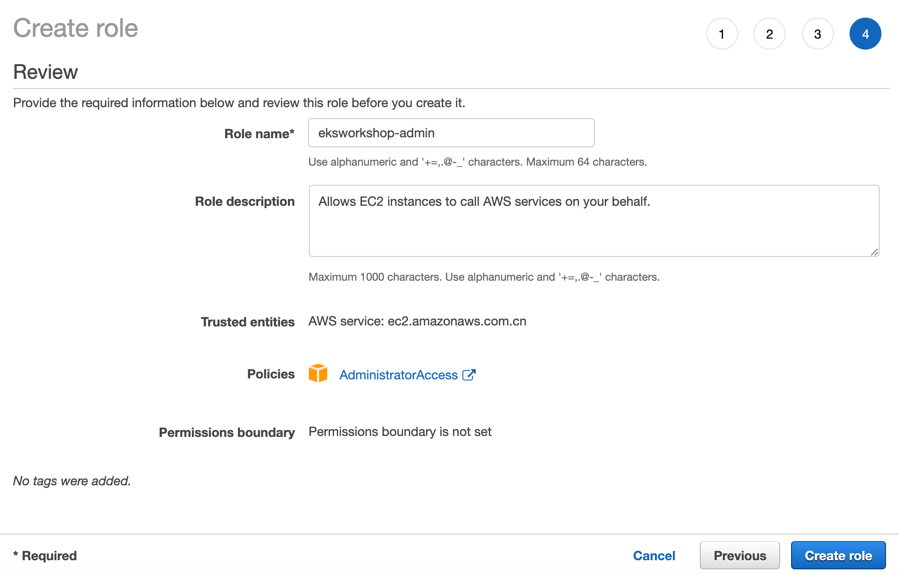 Create role
1 2 3 4
Review
Provide the required information below and review this role before you create it.
Role name* eksworkshop-admin
Use alphanumeric and '+=,.@-_' characters. Maximum 64 characters.
Role description Allows EC2 instances to call AWS services on your behalf.
Maximum 1000 characters. Use alphanumeric and '+=,.@-_' characters.
Trusted entities AWS service: ec2.amazonaws.com.cn
Policies AdministratorAccess
Permissions boundary Permissions boundary is not set
No tags were added.
* Required Cancel Previous Create role